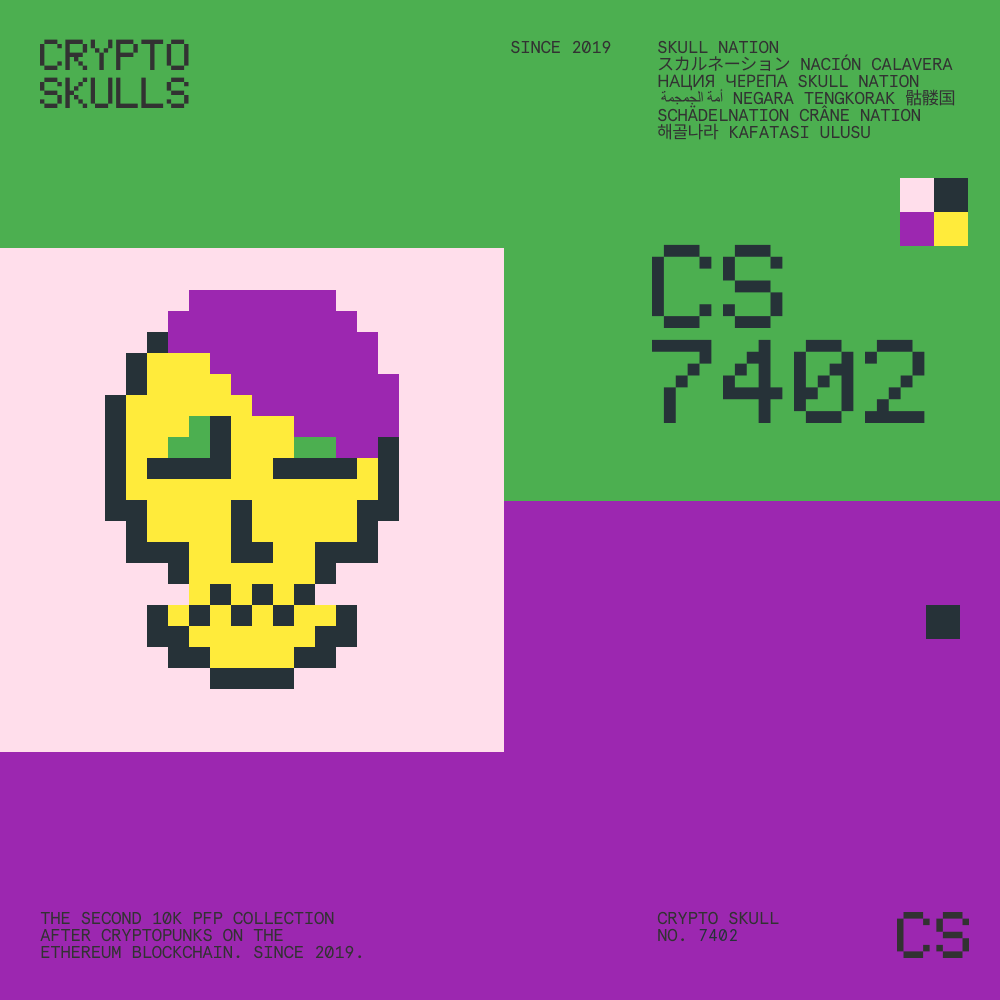 CRYPTO
SKULLS
SINCE 2019
SKULL NATION
スカルネーション NACIÓN CALAVERA
НАЦИЯ ЧЕРЕПА SKULL NATION
أمة الجمجمة NEGARA TENGKORAK 骷髅国
SCHÄDELNATION CRÂNE NATION
해골나라 KAFATASI ULUSU
CS
7402
THE SECOND 10K PFP COLLECTION
AFTER CRYPTOPUNKS ON THE
ETHEREUM BLOCKCHAIN. SINCE 2019.
CRYPTO SKULL
NO. 7402
CS